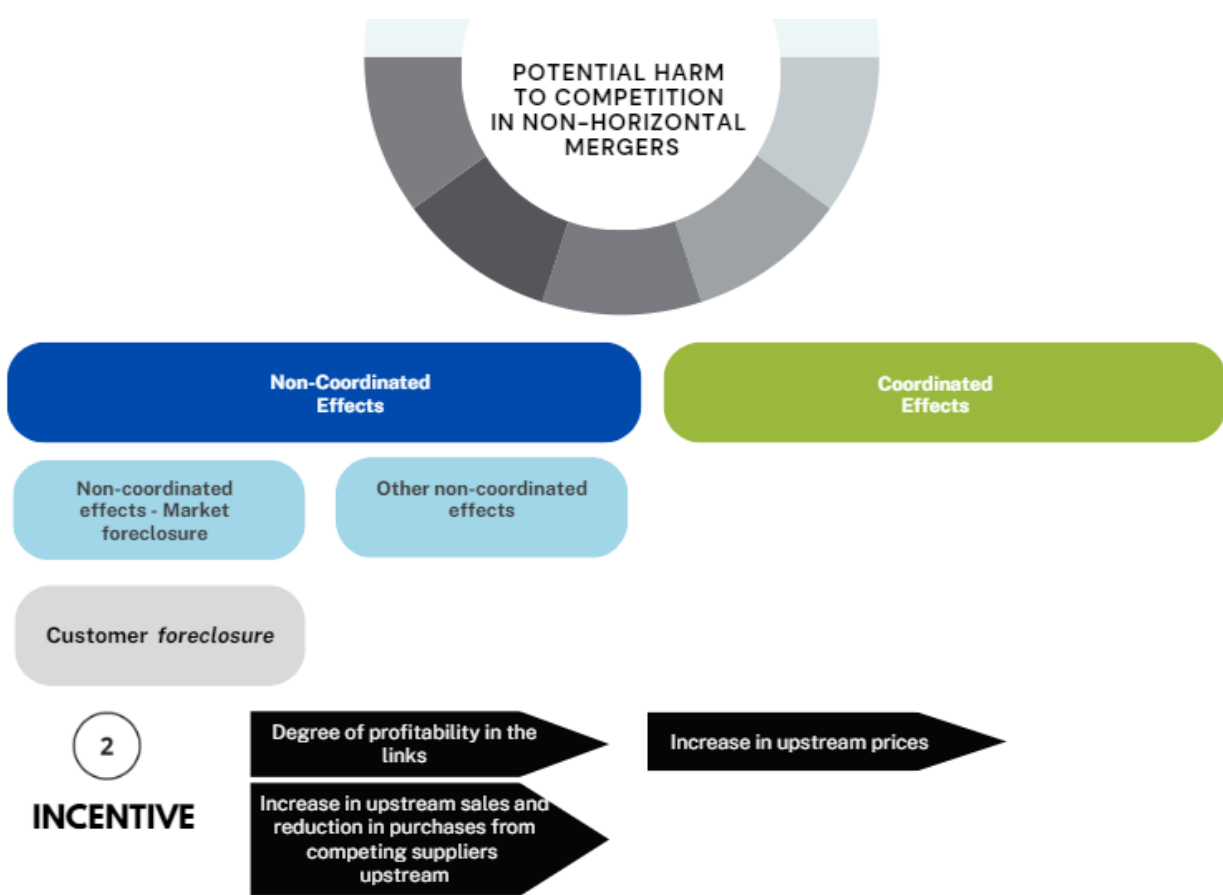 POTENTIAL HARM
TO COMPETITION
IN NON-HORIZONTAL
MERGERS
Non-Coordinated
Effects
Coordinated
Effects
Non-coordinated
effects - Market
foreclosure
Other non-coordinated
effects
Customer foreclosure
2
INCENTIVE
Degree of profitability in the
links
Increase in upstream prices
Increase in upstream sales and
reduction in purchases from
competing suppliers
upstream